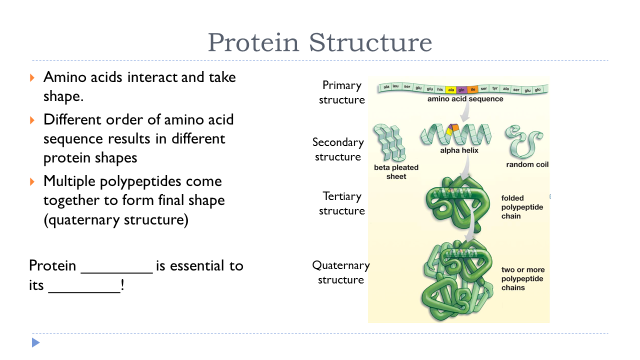 Protein Structure
Amino acids interact and take
shape.
Different order of amino acid
sequence results in different
protein shapes
Multiple polypeptides come
together to form final shape
(quaternary structure)
Protein _________ is essential to
its _________!
Primary
structure
amino acid sequence
Secondary
structure
alpha helix
beta pleated
sheet
random coil
Tertiary
structure
folded
polypeptide
chain
Quaternary
structure
two or more
polypeptide
chains